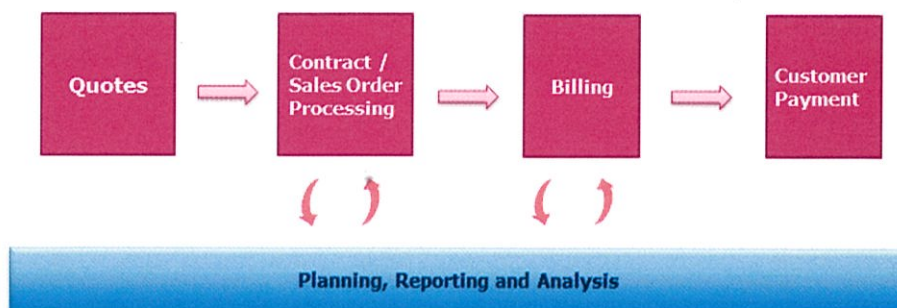 Quotes
Contract /
Sales Order
Processing
Billing
Customer
Payment
Planning, Reporting and Analysis